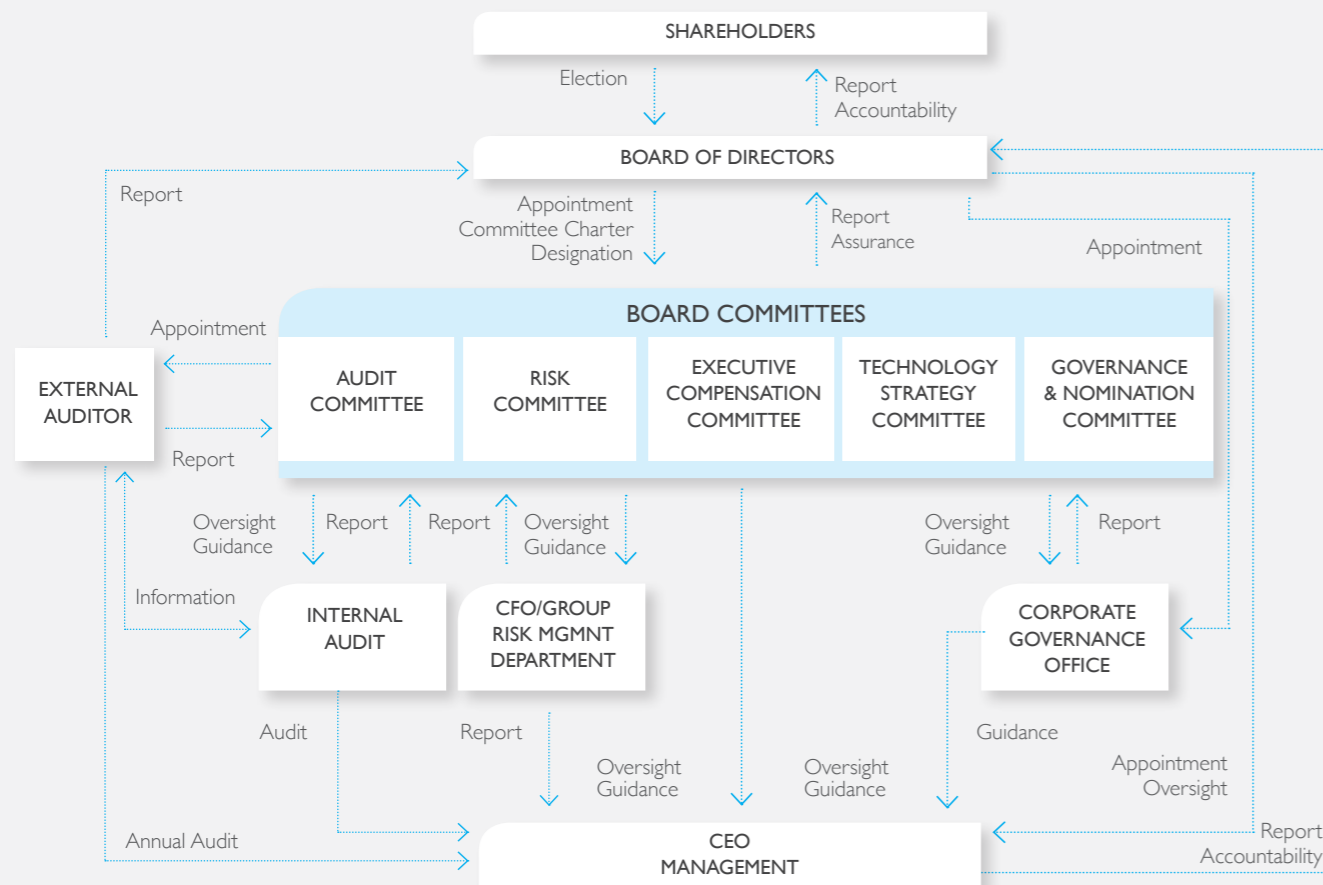 SHAREHOLDERS
Election
Report
Accountability
BOARD OF DIRECTORS
Report
Appointment
Committee Charter
Designation
Report
Assurance
Appointment
BOARD COMMITTEES
Appointment
EXTERNAL
AUDITOR
AUDIT
COMMITTEE
RISK
COMMITTEE
EXECUTIVE
COMPENSATION
COMMITTEE
TECHNOLOGY
STRATEGY
COMMITTEE
GOVERNANCE
& NOMINATION
COMMITTEE
Report
Oversight
Guidance
Report
Report
Oversight
Guidance
Oversight
Guidance
Report
Information
INTERNAL
AUDIT
CFO/GROUP
RISK MGMNT
DEPARTMENT
CORPORATE
GOVERNANCE
OFFICE
Audit
Report
Oversight
Guidance
Oversight
Guidance
Guidance
Appointment
Oversight
Annual Audit
CEO
MANAGEMENT
Report
Accountability